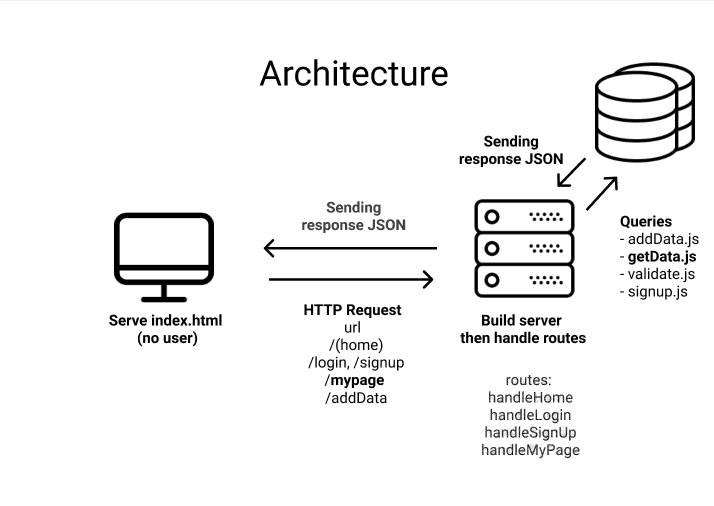 Architecture
Sending
response JSON
Sending
response JSON
Queries
- addData.js
- getData.js
- validate.js
- signup.js
Serve index.html
(no user)
HTTP Request
url
/(home)
/login, /signup
/mypage
/addData
Build server
then handle routes
routes:
handleHome
handleLogin
handleSignUp
handleMyPage